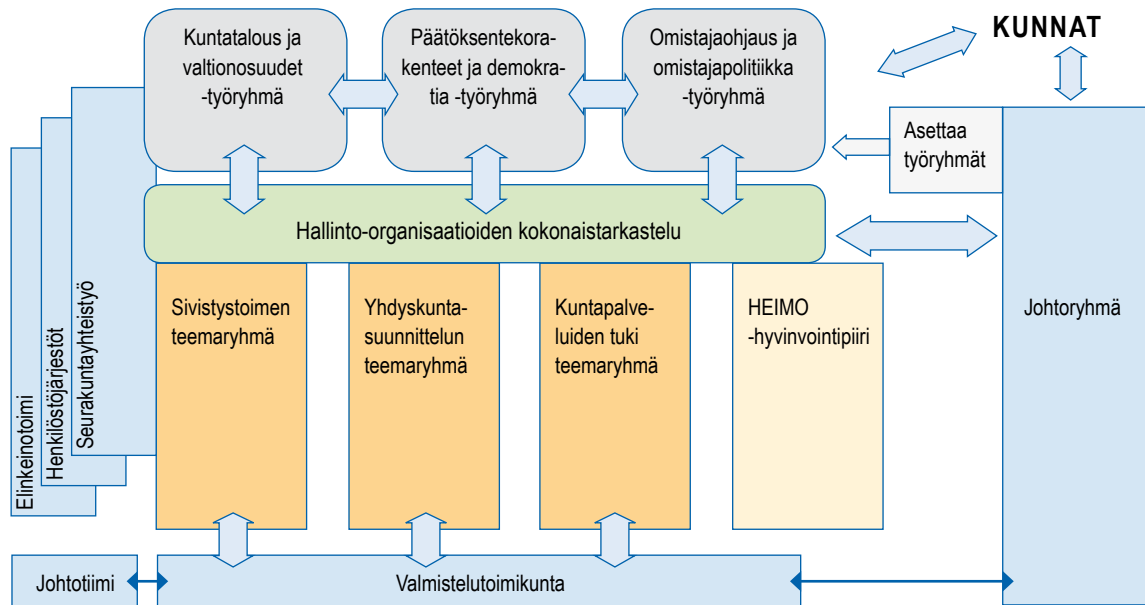 Kuntatalous ja
valtionosuudet
-työryhmä
Päätöksentekora-
kenteet ja demokra-
tia -työryhmä
Omistajaohjaus ja
omistajapolitiikka
-työryhmä
KUNNAT
Asettaa
työryhmät
Hallinto-organisaatioiden kokonaistarkastelu
Elinkeinotoimi
Henkilöstöjärjestöt
Seurakuntayhteistyö
Sivistystoimen
teemaryhmä
Yhdyskunta-
suunnittelun
teemaryhmä
Kuntapalve-
luiden tuki
teemaryhmä
HEIMO
-hyvinvointipiiri
Johtoryhmä
Johtotiimi
Valmistelutoimikunta